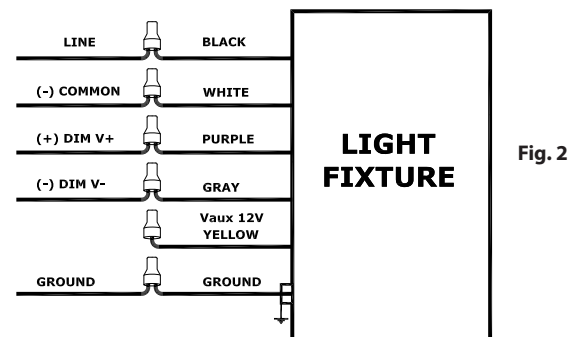 LINE BLACK
(-) COMMON WHITE
(+) DIM V+ PURPLE
(-) DIM V- GRAY
Vaux 12V
YELLOW
GROUND GROUND
LIGHT
FIXTURE
Fig. 2